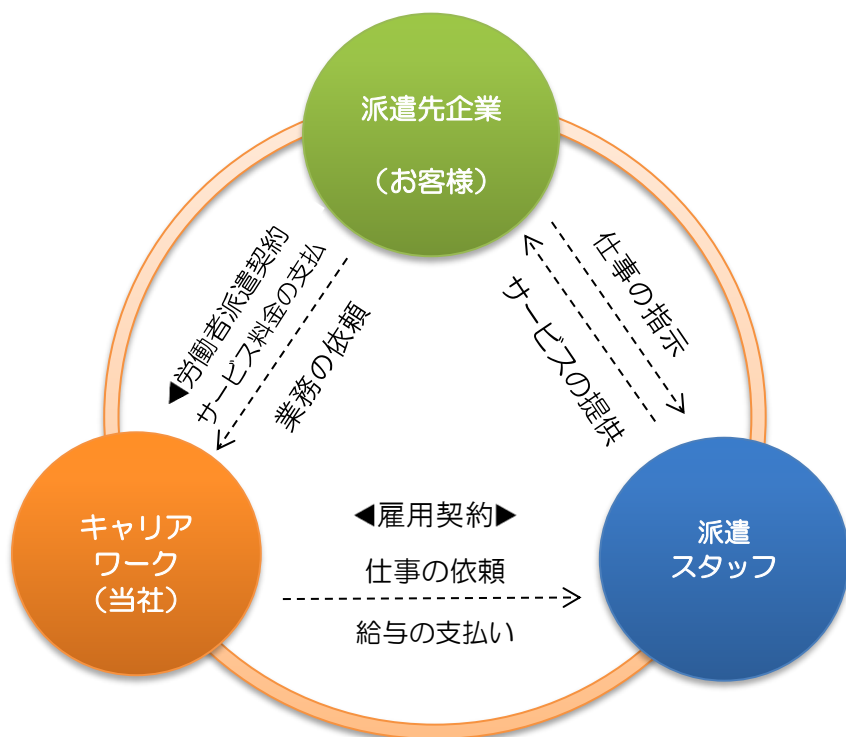 派遣先企業
（お客様）
◀労働者派遣契約
サービス料金の支払
業務の依頼
仕事の指示
サービスの提供
キャリア
ワーク
（当社）
◀雇用契約▶
仕事の依頼
給与の支払い
派遣
スタッフ